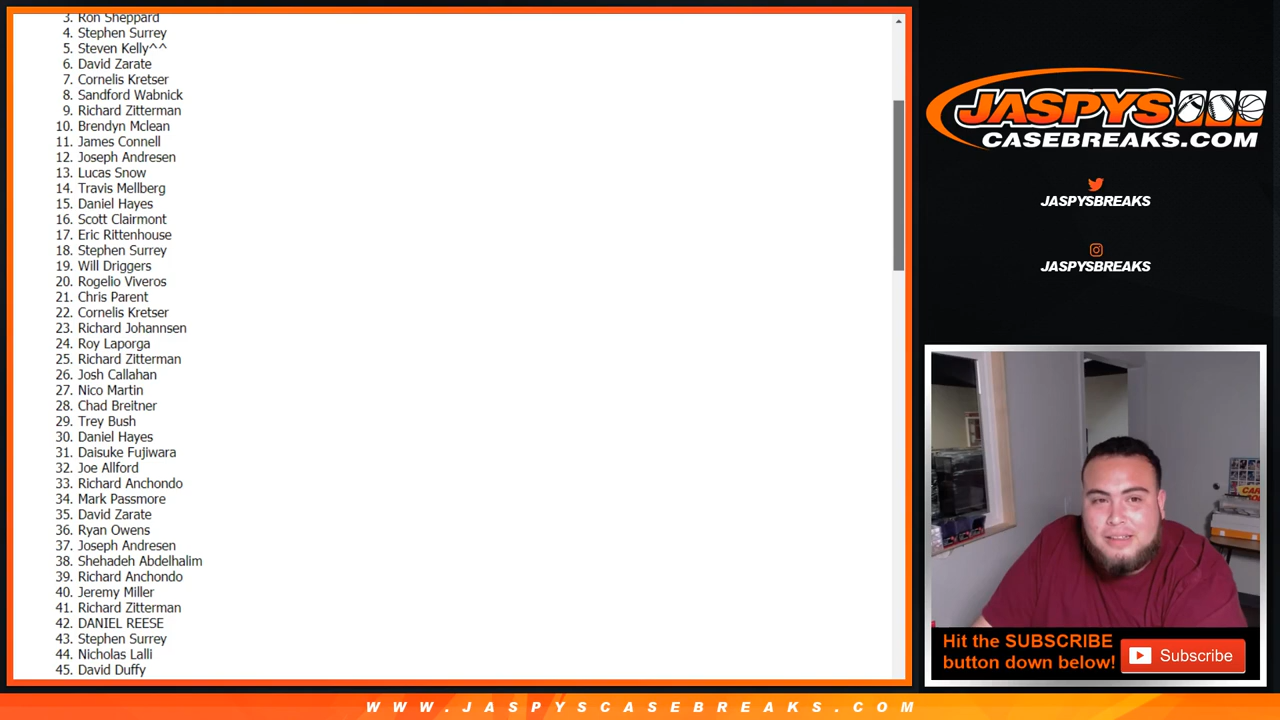 3. Ron Sheppard
4. Stephen Surrey
5. Steven Kelly^^
6. David Zarate
7. Cornelis Kretser
8. Sandford Wabnick
9. Richard Zitterman
10. Brendyn Mclean
11. James Connell
12. Joseph Andresen
13. Lucas Snow
14. Travis Mellberg
15. Daniel Hayes
16. Scott Clairmont
17. Eric Rittenhouse
18. Stephen Surrey
19. Will Driggers
20. Rogelio Viveros
21. Chris Parent
22. Cornelis Kretser
23. Richard Johannsen
24. Roy Laporga
25. Richard Zitterman
26. Josh Callahan
27. Nico Martin
28. Chad Breitner
29. Trey Bush
30. Daniel Hayes
31. Daisuke Fujiwara
32. Joe Allford
33. Richard Anchondo
34. Mark Passmore
35. David Zarate
36. Ryan Owens
37. Joseph Andresen
38. Shehadeh Abdelhalim
39. Richard Anchondo
40. Jeremy Miller
41. Richard Zitterman
42. DANIEL REESE
43. Stephen Surrey
44. Nicholas Lalli
45. David Duffy
JASPYS
CASEBREAKS.COM
JASPYSBREAKS
JASPYSBREAKS
Hit the SUBSCRIBE
button down below!
Subscribe
WWW.JASPYSCASEBREAKS.COM